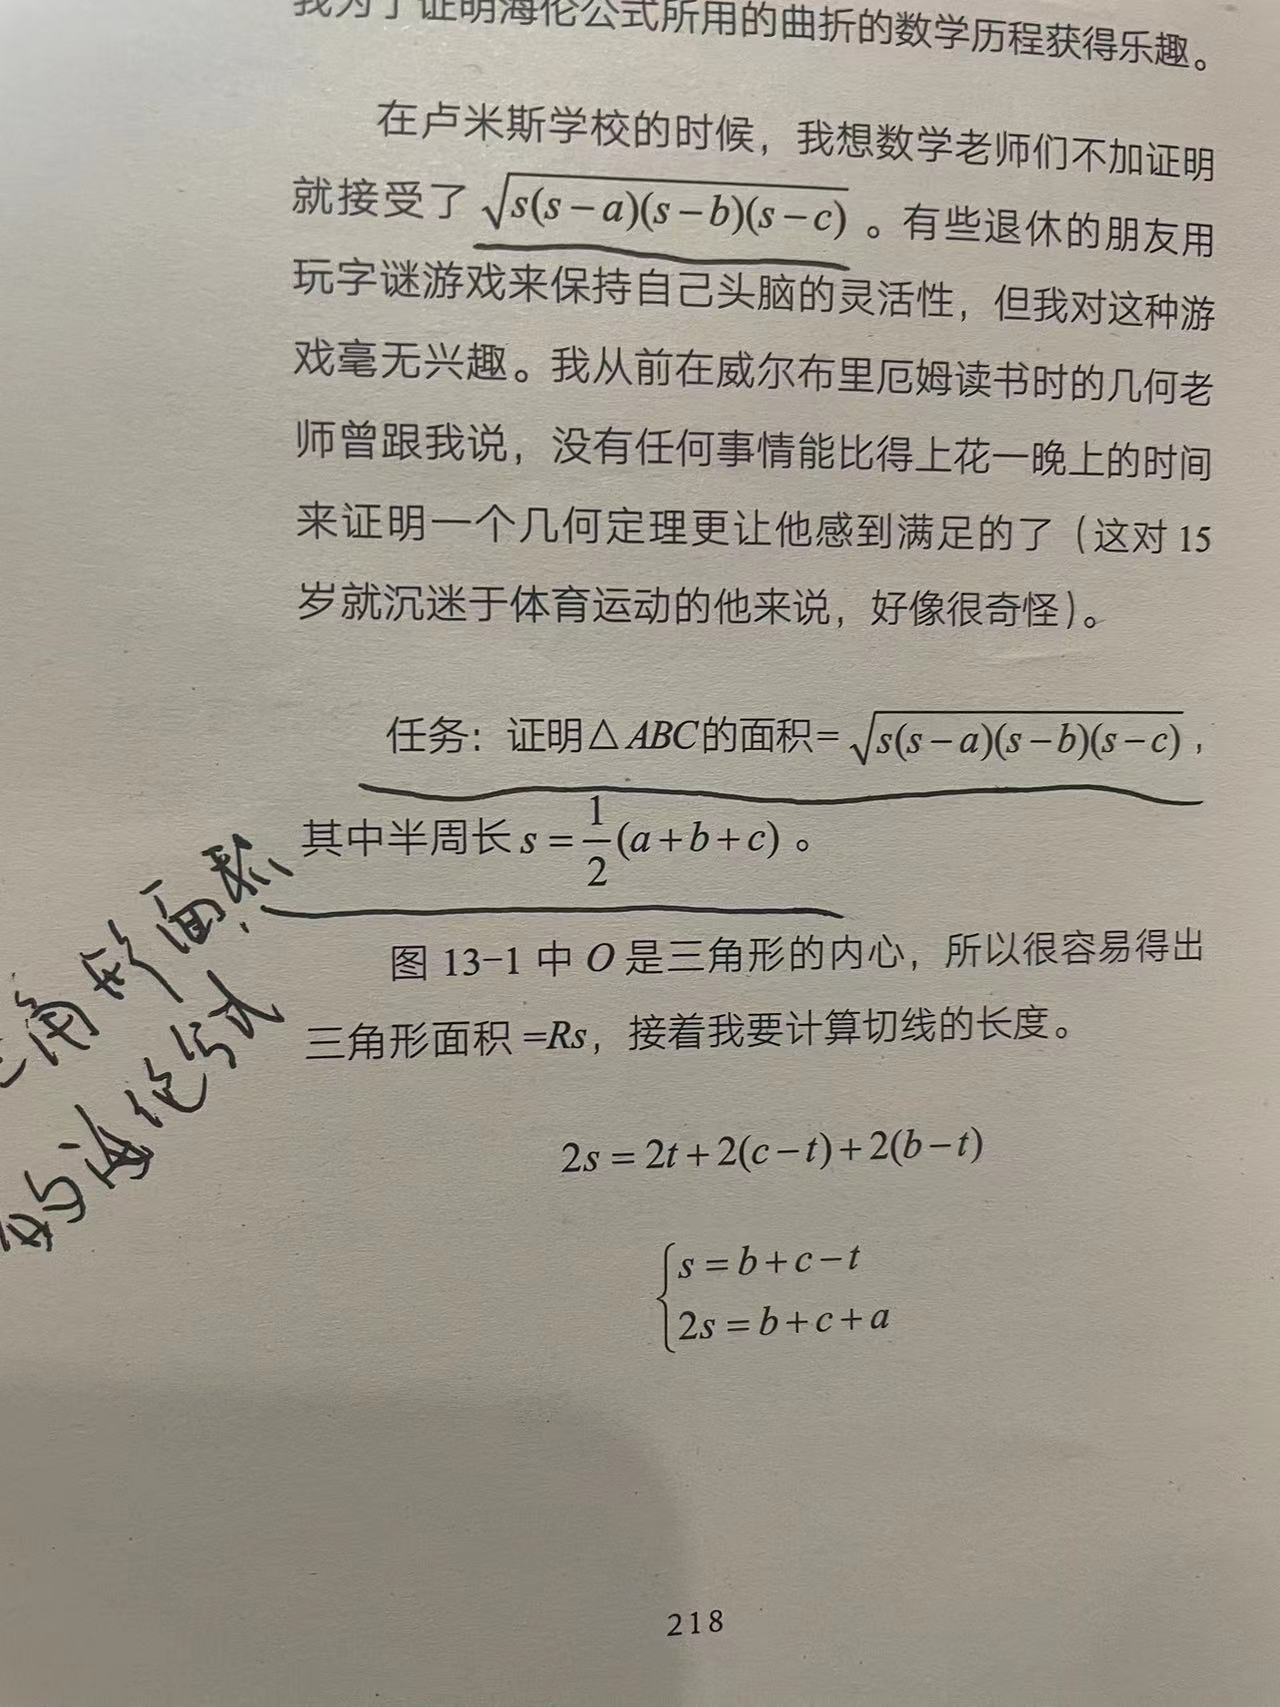 我为了证明海伦公式所用的曲折的数学历程获得乐趣。
在卢米斯学校的时候，我想数学老师们不加证明
就接受了 √s(s−a)(s−b)(s−c) 。有些退休的朋友用
玩字谜游戏来保持自己头脑的灵活性，但我对这种游
戏毫无兴趣。我从前在威尔布里厄姆读书时的几何老
师曾跟我说，没有任何事情能比得上花一晚上的时间
来证明一个几何定理更让他感到满足的了（这对 15
岁就沉迷于体育运动的他来说，好像很奇怪）。
任务：证明△ABC的面积=√s(s−a)(s−b)(s−c)，
其中半周长 s=1/2(a+b+c) 。
图 13-1 中 O 是三角形的内心，所以很容易得出
三角形面积 =Rs，接着我要计算切线的长度。
2s=2t+2(c−t)+2(b−t)
{s=b+c−t
2s=b+c+a
三角形面积
的海伦公式
218